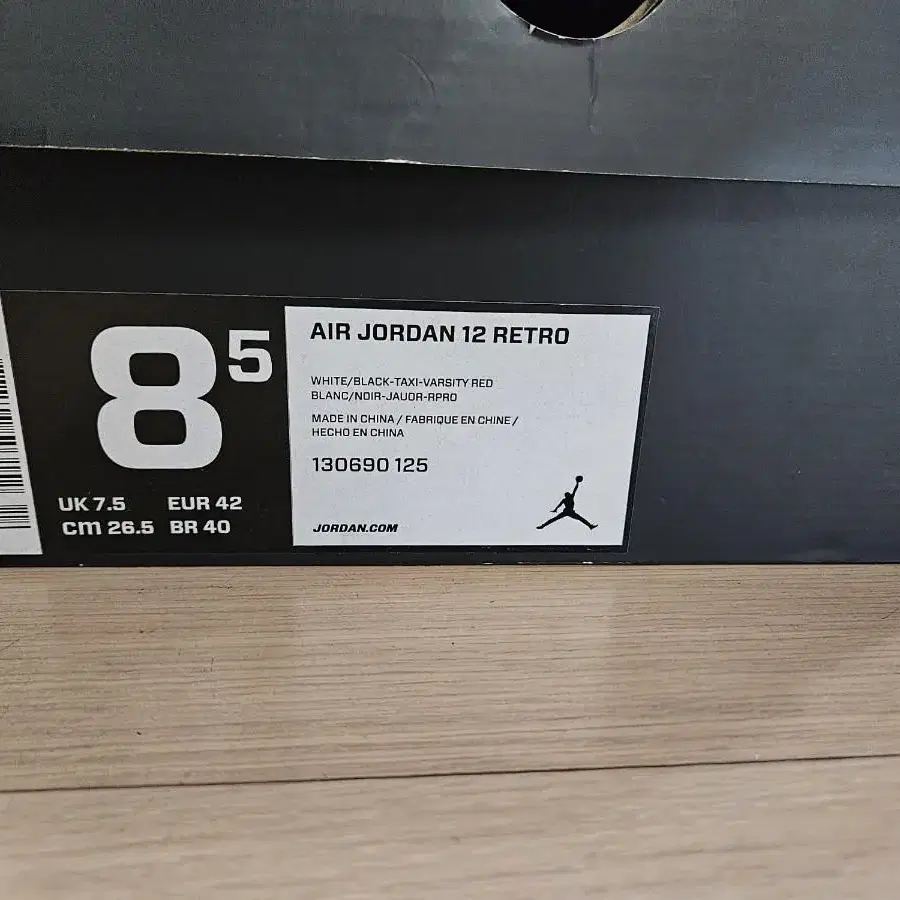 8 5
UK 7.5 EUR 42
cm 26.5 BR 40
AIR JORDAN 12 RETRO
WHITE/BLACK-TAXI-VARSITY RED
BLANC/NOIR-JAUOR-RPRO
MADE IN CHINA / FABRIQUE EN CHINE /
HECHO EN CHINA
130690 125
JORDAN.COM